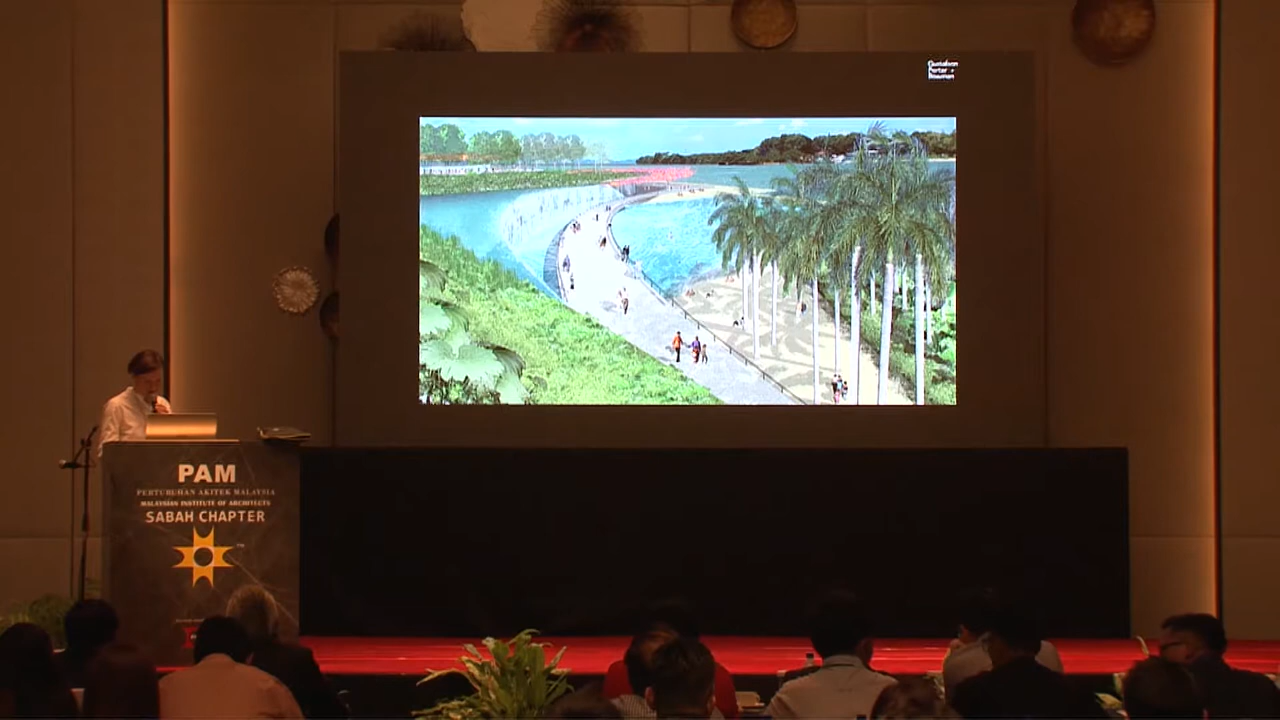 Gustafson
Porter +
Bowman
PAM
PERTUBUHAN AKITEK MALAYSIA
MALAYSIAN INSTITUTE OF ARCHITECTS
SABAH CHAPTER